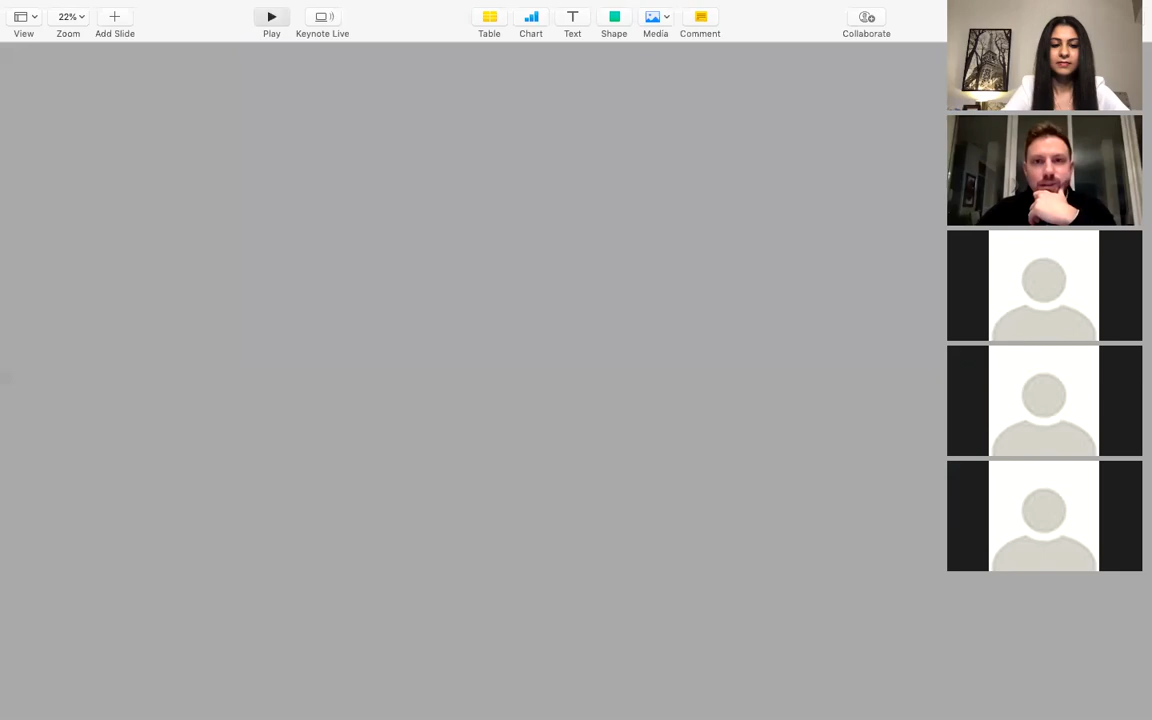 22%
View
Zoom
Add Slide
Play
Keynote Live
Table
Chart
Text
Shape
Media
Comment
Collaborate